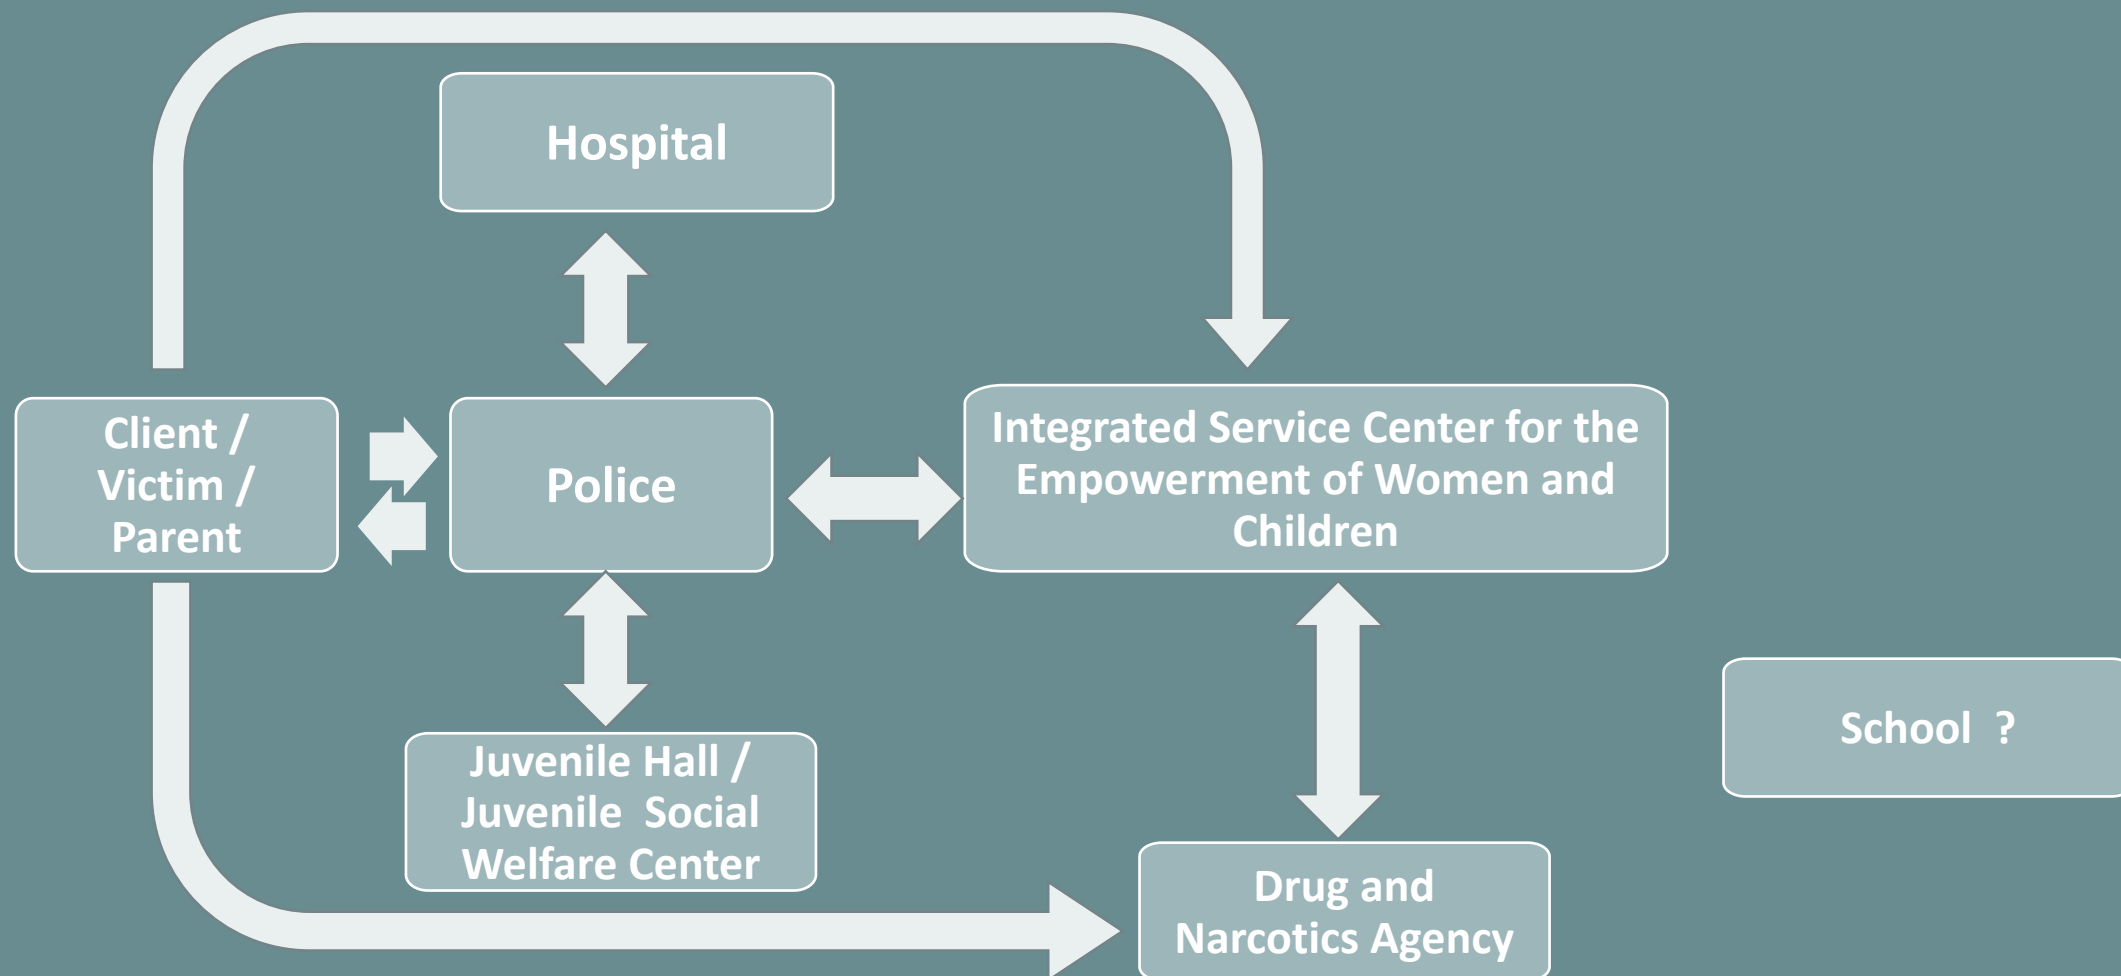 Hospital
Client /
Victim /
Parent
Police
Integrated Service Center for the
Empowerment of Women and
Children
School  ?
Juvenile Hall /
Juvenile  Social
Welfare Center
Drug and
Narcotics Agency